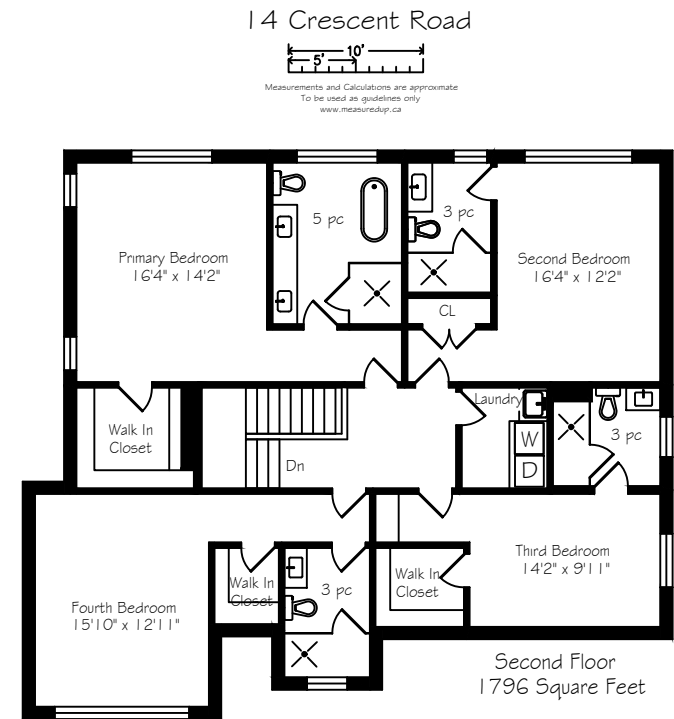 14 Crescent Road
10'
5'
Measurements and Calculations are approximate
To be used as guidelines only
www.measuredup.ca
5 pc
3 pc
Primary Bedroom
16'4" x 14'2"
Second Bedroom
16'4" x 12'2"
CL
Laundry
Walk In
Closet
W
3 pc
Dn
D
Third Bedroom
14'2" x 9'11"
Walk In
Closet
3 pc
Walk In
Closet
Fourth Bedroom
15'10" x 12'11"
Second Floor
1796 Square Feet